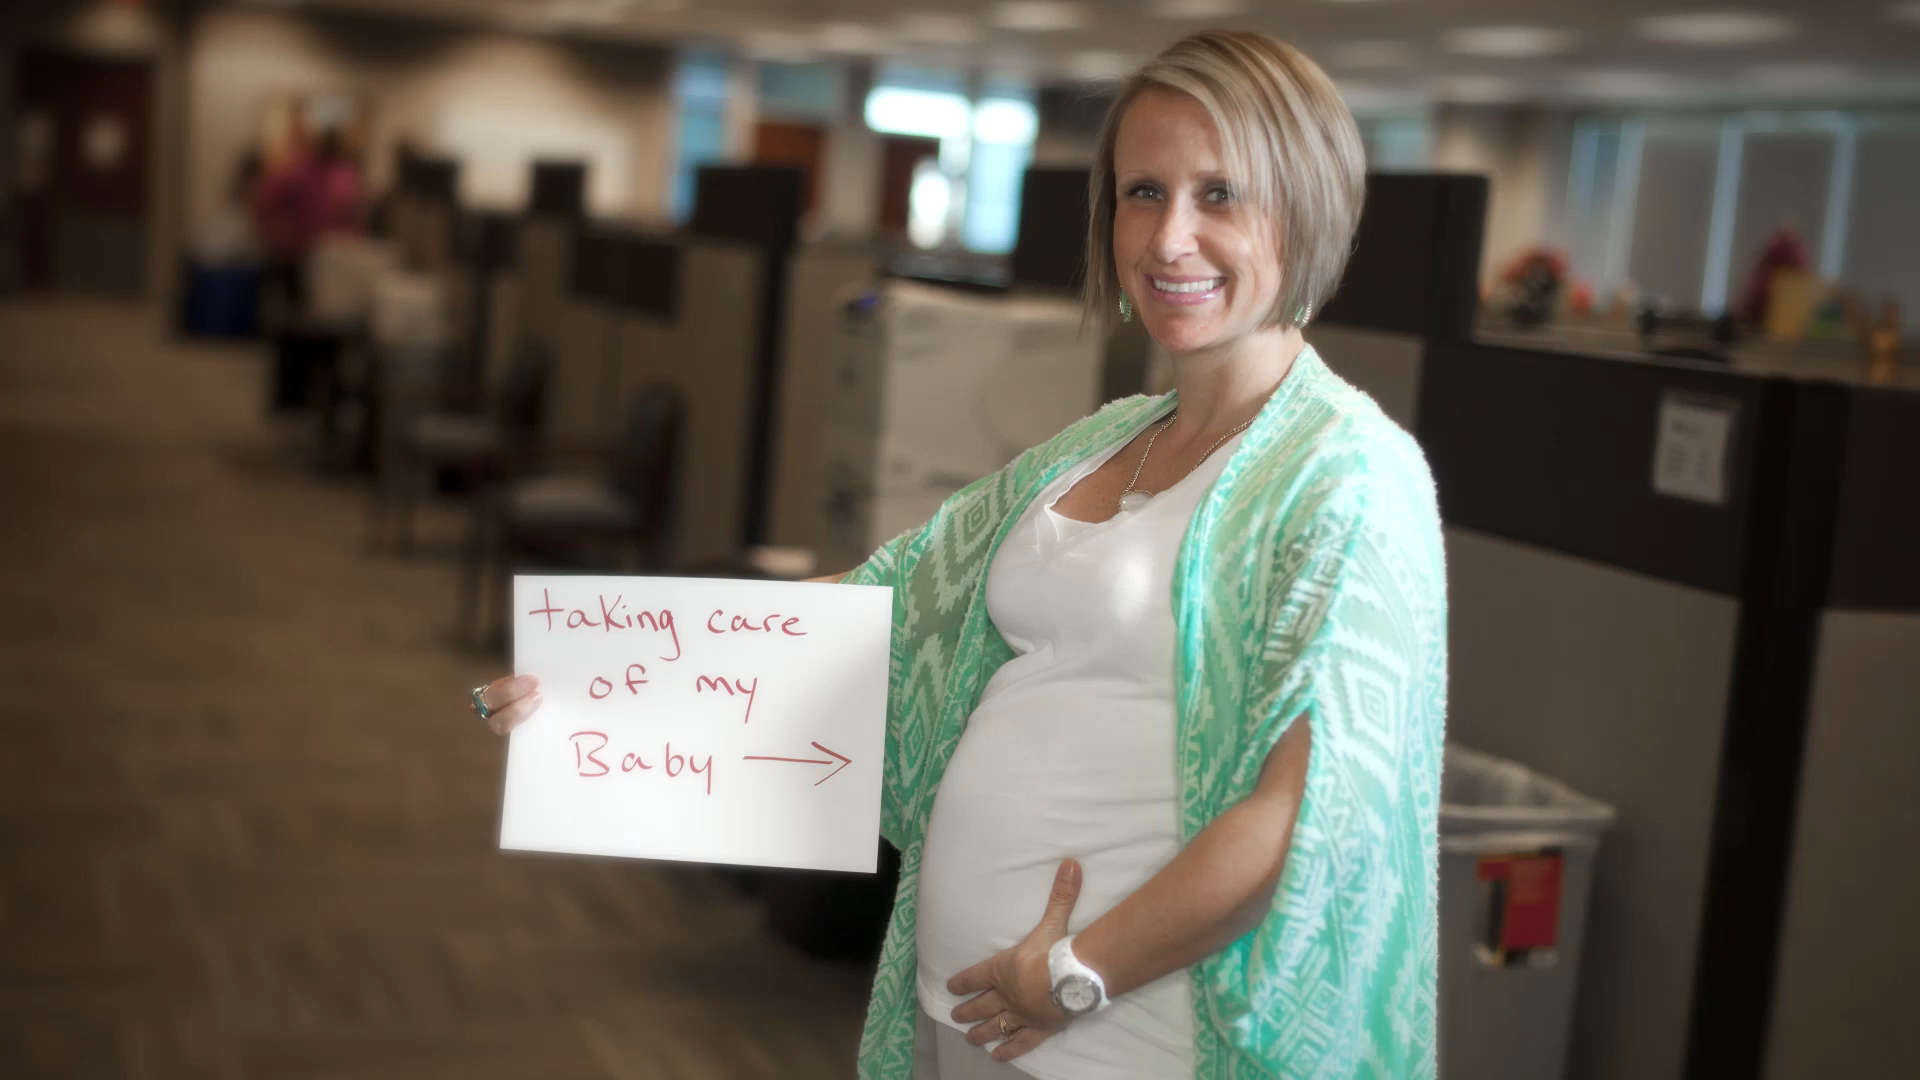 taking care
of my
Baby →